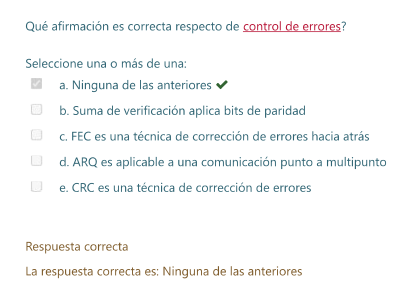 Qué afirmación es correcta respecto de control de errores?
Seleccione una o más de una:
a. Ninguna de las anteriores
b. Suma de verificación aplica bits de paridad
c. FEC es una técnica de corrección de errores hacia atrás
d. ARQ es aplicable a una comunicación punto a multipunto
e. CRC es una técnica de corrección de errores
Respuesta correcta
La respuesta correcta es: Ninguna de las anteriores